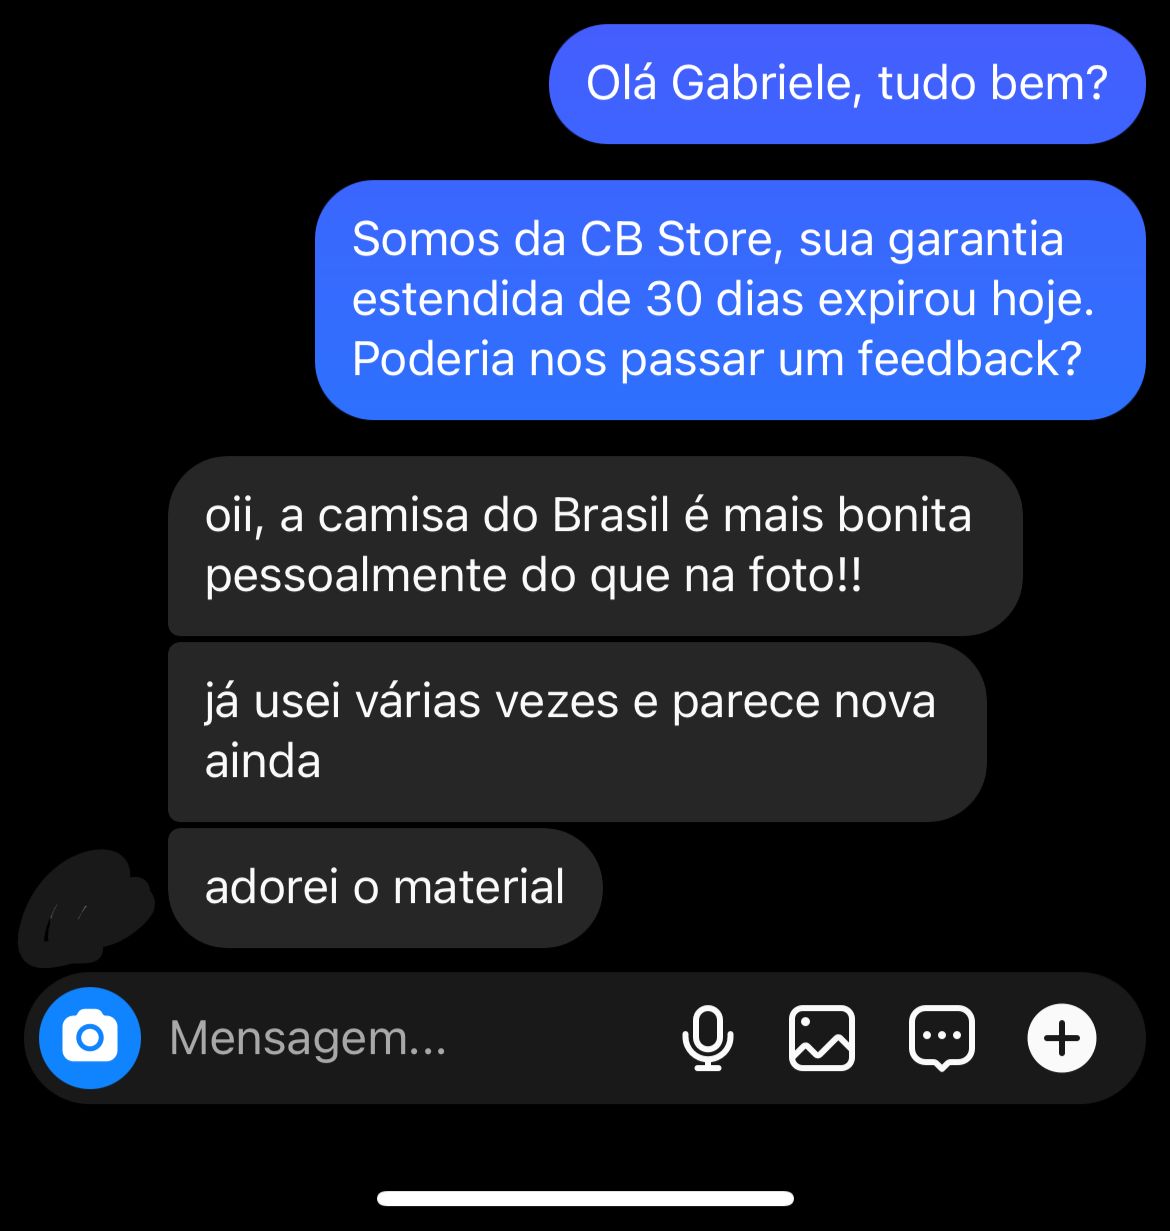 Olá Gabriele, tudo bem?
Somos da CB Store, sua garantia
estendida de 30 dias expirou hoje.
Poderia nos passar um feedback?
oii, a camisa do Brasil é mais bonita
pessoalmente do que na foto!!
já usei várias vezes e parece nova
ainda
adorei o material
Mensagem...